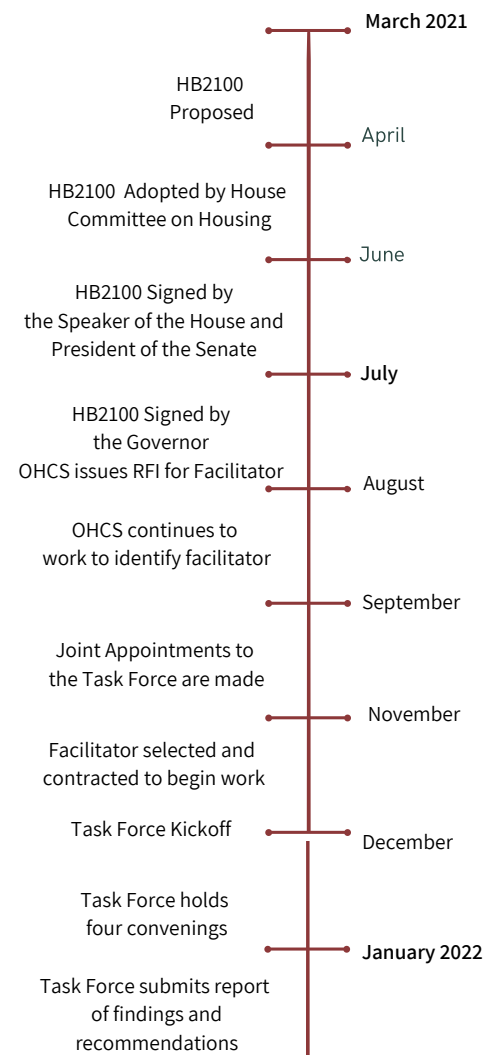 March 2021
HB2100
Proposed
April
HB2100 Adopted by House
Committee on Housing
June
HB2100 Signed by
the Speaker of the House and
President of the Senate
July
HB2100 Signed by
the Governor
OHCS issues RFI for Facilitator
August
OHCS continues to
work to identify facilitator
September
Joint Appointments to
the Task Force are made
November
Facilitator selected and
contracted to begin work
Task Force Kickoff
December
Task Force holds
four convenings
January 2022
Task Force submits report
of findings and
recommendations